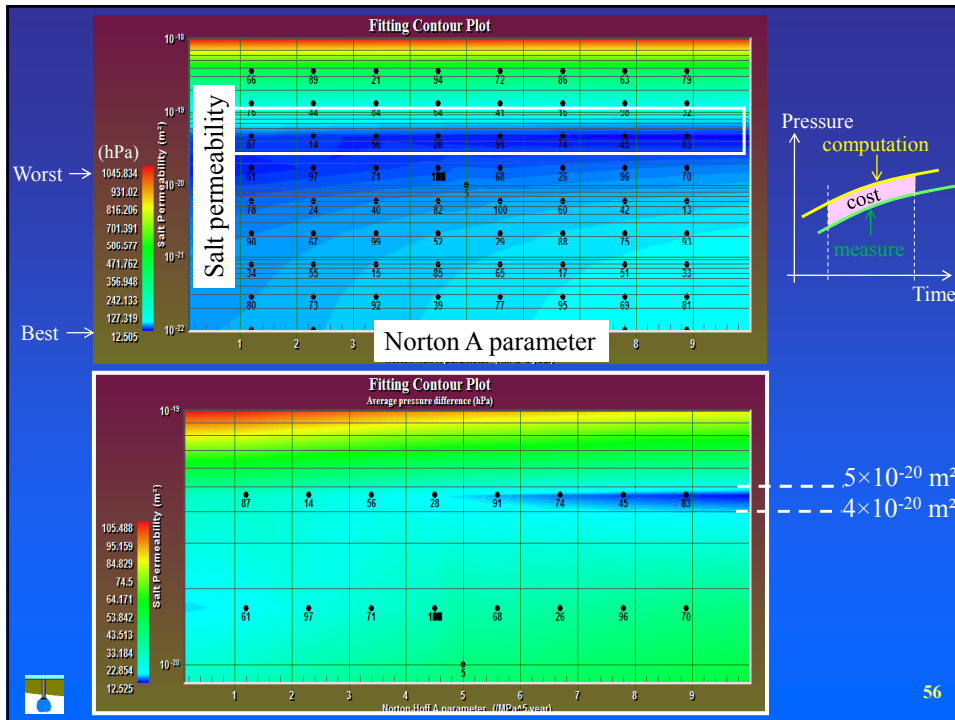 Fitting Contour Plot
10-18
66 89 21 94 72 86 63 79
10-19
76 44 84 64 41 16 98 32
87 14 56 28 91 74 45 83
61 97 71 68 26 96 70
10-20
5
78 24 40 82 100 60 42 13
90 67 99 52 29 88 75 93
10-21
34 55 15 85 65 17 51 33
80 73 92 39 77 95 69 81
10-22
1 2 3 8 9
Salt Permeability (m²)
Salt permeability
Norton A parameter
(hPa)
Worst
1045.834
931.02
816.206
701.391
586.577
471.762
356.948
242.133
127.319
12.505
Best
Pressure
computation
cost
measure
Time
Fitting Contour Plot
Average pressure difference (hPa)
10-19
87 14 56 28 91 74 45 83
61 97 71 68 26 96 70
10-20
5
1 2 3 4 5 6 7 8 9
Norton-Hoff A parameter (/MPa^5-year)
Salt Permeability (m²)
105.488
95.159
84.829
74.5
64.171
53.842
43.513
33.184
22.854
12.525
5×10-20 m²
4×10-20 m²
56